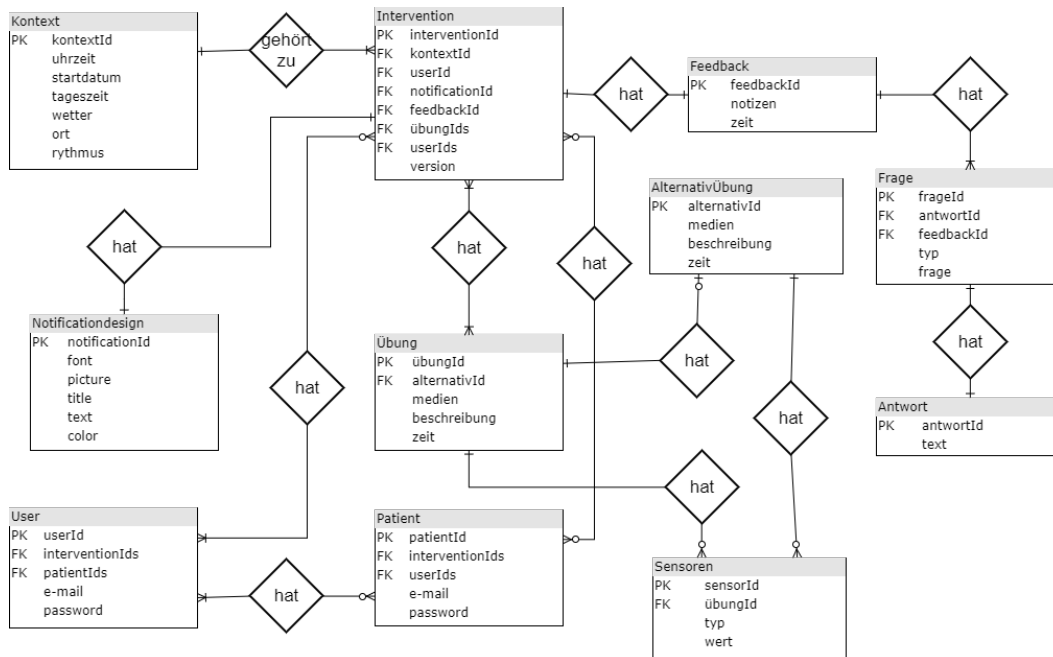 Kontext
PK kontextId
uhrzeit
startdatum
tageszeit
wetter
ort
rythmus
gehört
zu
Intervention
PK interventionId
FK kontextId
FK userId
FK notificationId
FK feedbackId
FK übungIds
FK userIds
version
hat
Feedback
PK feedbackId
notizen
zeit
hat
Frage
PK frageId
FK antwortId
FK feedbackId
typ
frage
AlternativÜbung
PK alternativId
medien
beschreibung
zeit
hat
hat
hat
Notificationdesign
PK notificationId
font
picture
title
text
color
Übung
PK übungId
FK alternativId
medien
beschreibung
zeit
hat
hat
hat
hat
Antwort
PK antwortId
text
hat
User
PK userId
FK interventionIds
FK patientIds
e-mail
password
hat
Patient
PK patientId
FK interventionIds
FK userIds
e-mail
password
Sensoren
PK sensorId
FK übungId
typ
wert